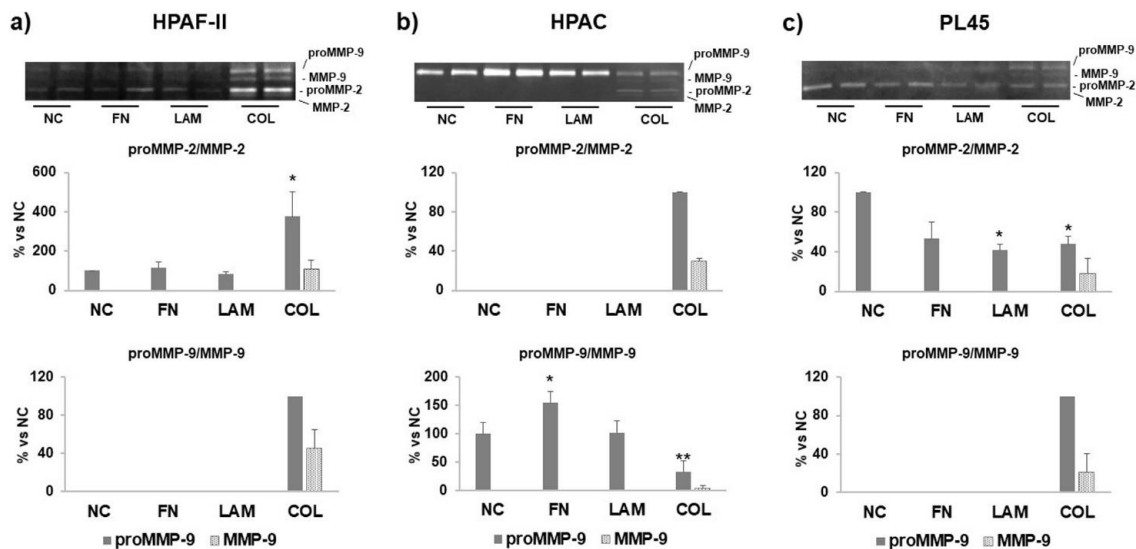 a) HPAF-II
proMMP-9
MMP-9
proMMP-2
MMP-2
NC FN LAM COL
proMMP-2/MMP-2
% vs NC
600
400
200
0
NC FN LAM COL
*
proMMP-9/MMP-9
% vs NC
120
80
40
0
NC FN LAM COL
proMMP-9 MMP-9
b) HPAC
proMMP-9
MMP-9
proMMP-2
MMP-2
NC FN LAM COL
proMMP-2/MMP-2
% vs NC
120
80
40
0
NC FN LAM COL
proMMP-9/MMP-9
% vs NC
200
150
100
50
0
* **
NC FN LAM COL
proMMP-9 MMP-9
c) PL45
proMMP-9
MMP-9
proMMP-2
MMP-2
NC FN LAM COL
proMMP-2/MMP-2
% vs NC
120
80
40
0
* *
NC FN LAM COL
proMMP-9/MMP-9
% vs NC
120
80
40
0
NC FN LAM COL
proMMP-9 MMP-9